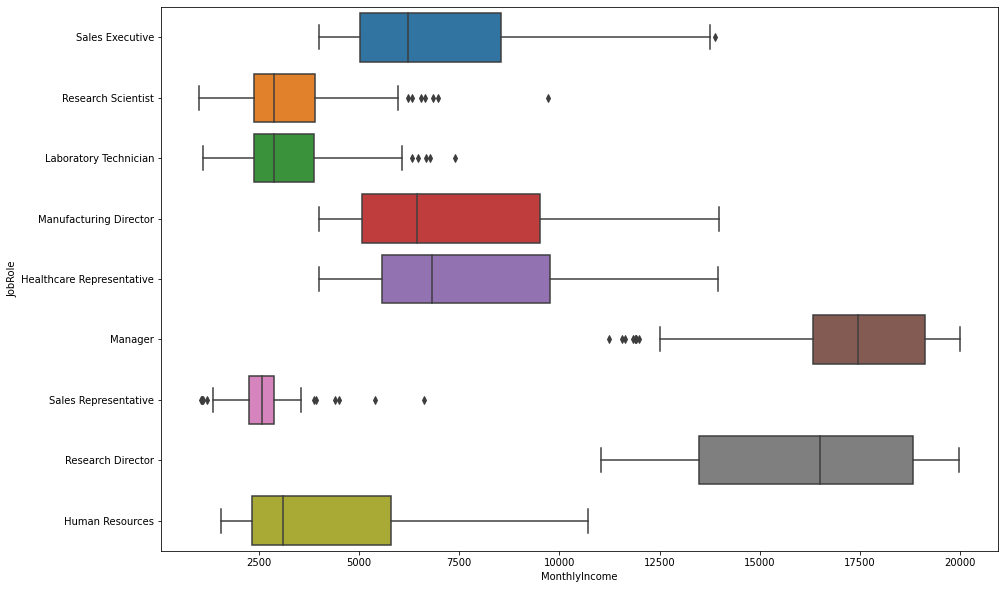 JobRole
Sales Executive
Research Scientist
Laboratory Technician
Manufacturing Director
Healthcare Representative
Manager
Sales Representative
Research Director
Human Resources
2500 5000 7500 10000 12500 15000 17500 20000
MonthlyIncome